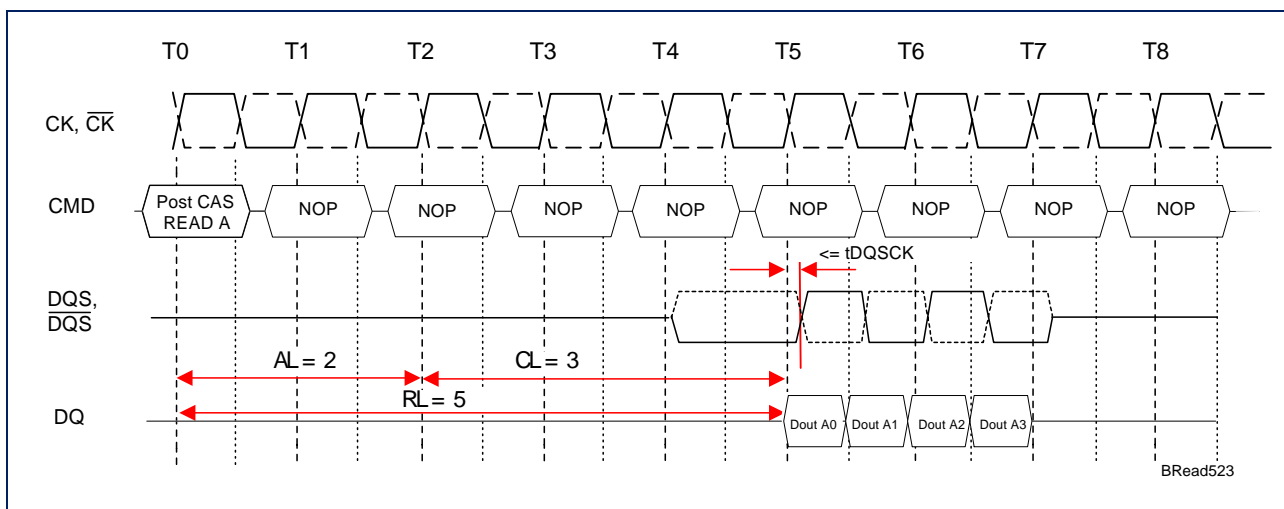 T0 T1 T2 T3 T4 T5 T6 T7 T8
CK, CK
CMD
Post CAS
READ A
NOP NOP NOP NOP NOP NOP NOP NOP
<= tDQSCK
DQS,
DQS
AL = 2 CL = 3
RL = 5
DQ
Dout A0 Dout A1 Dout A2 Dout A3
BRead523